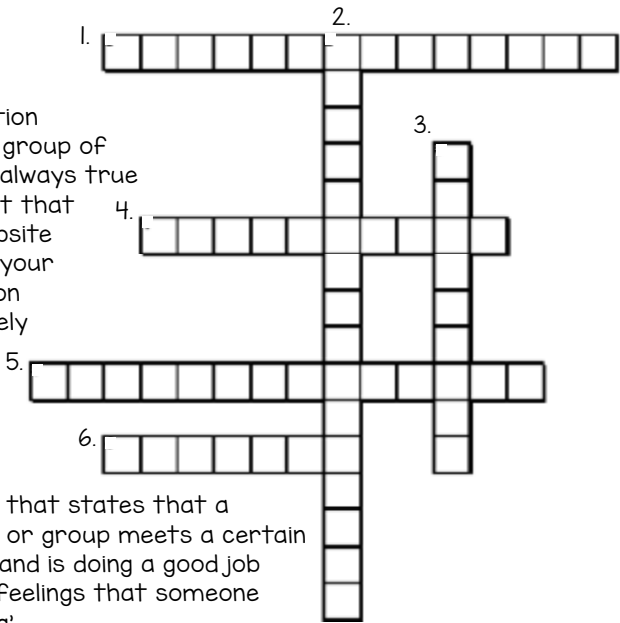 2.
1.
tion
group of
3.
always true
t that
4.
osite
your
on
ely
5.
6.
that states that a
or group meets a certain
and is doing a good job
feelings that someone